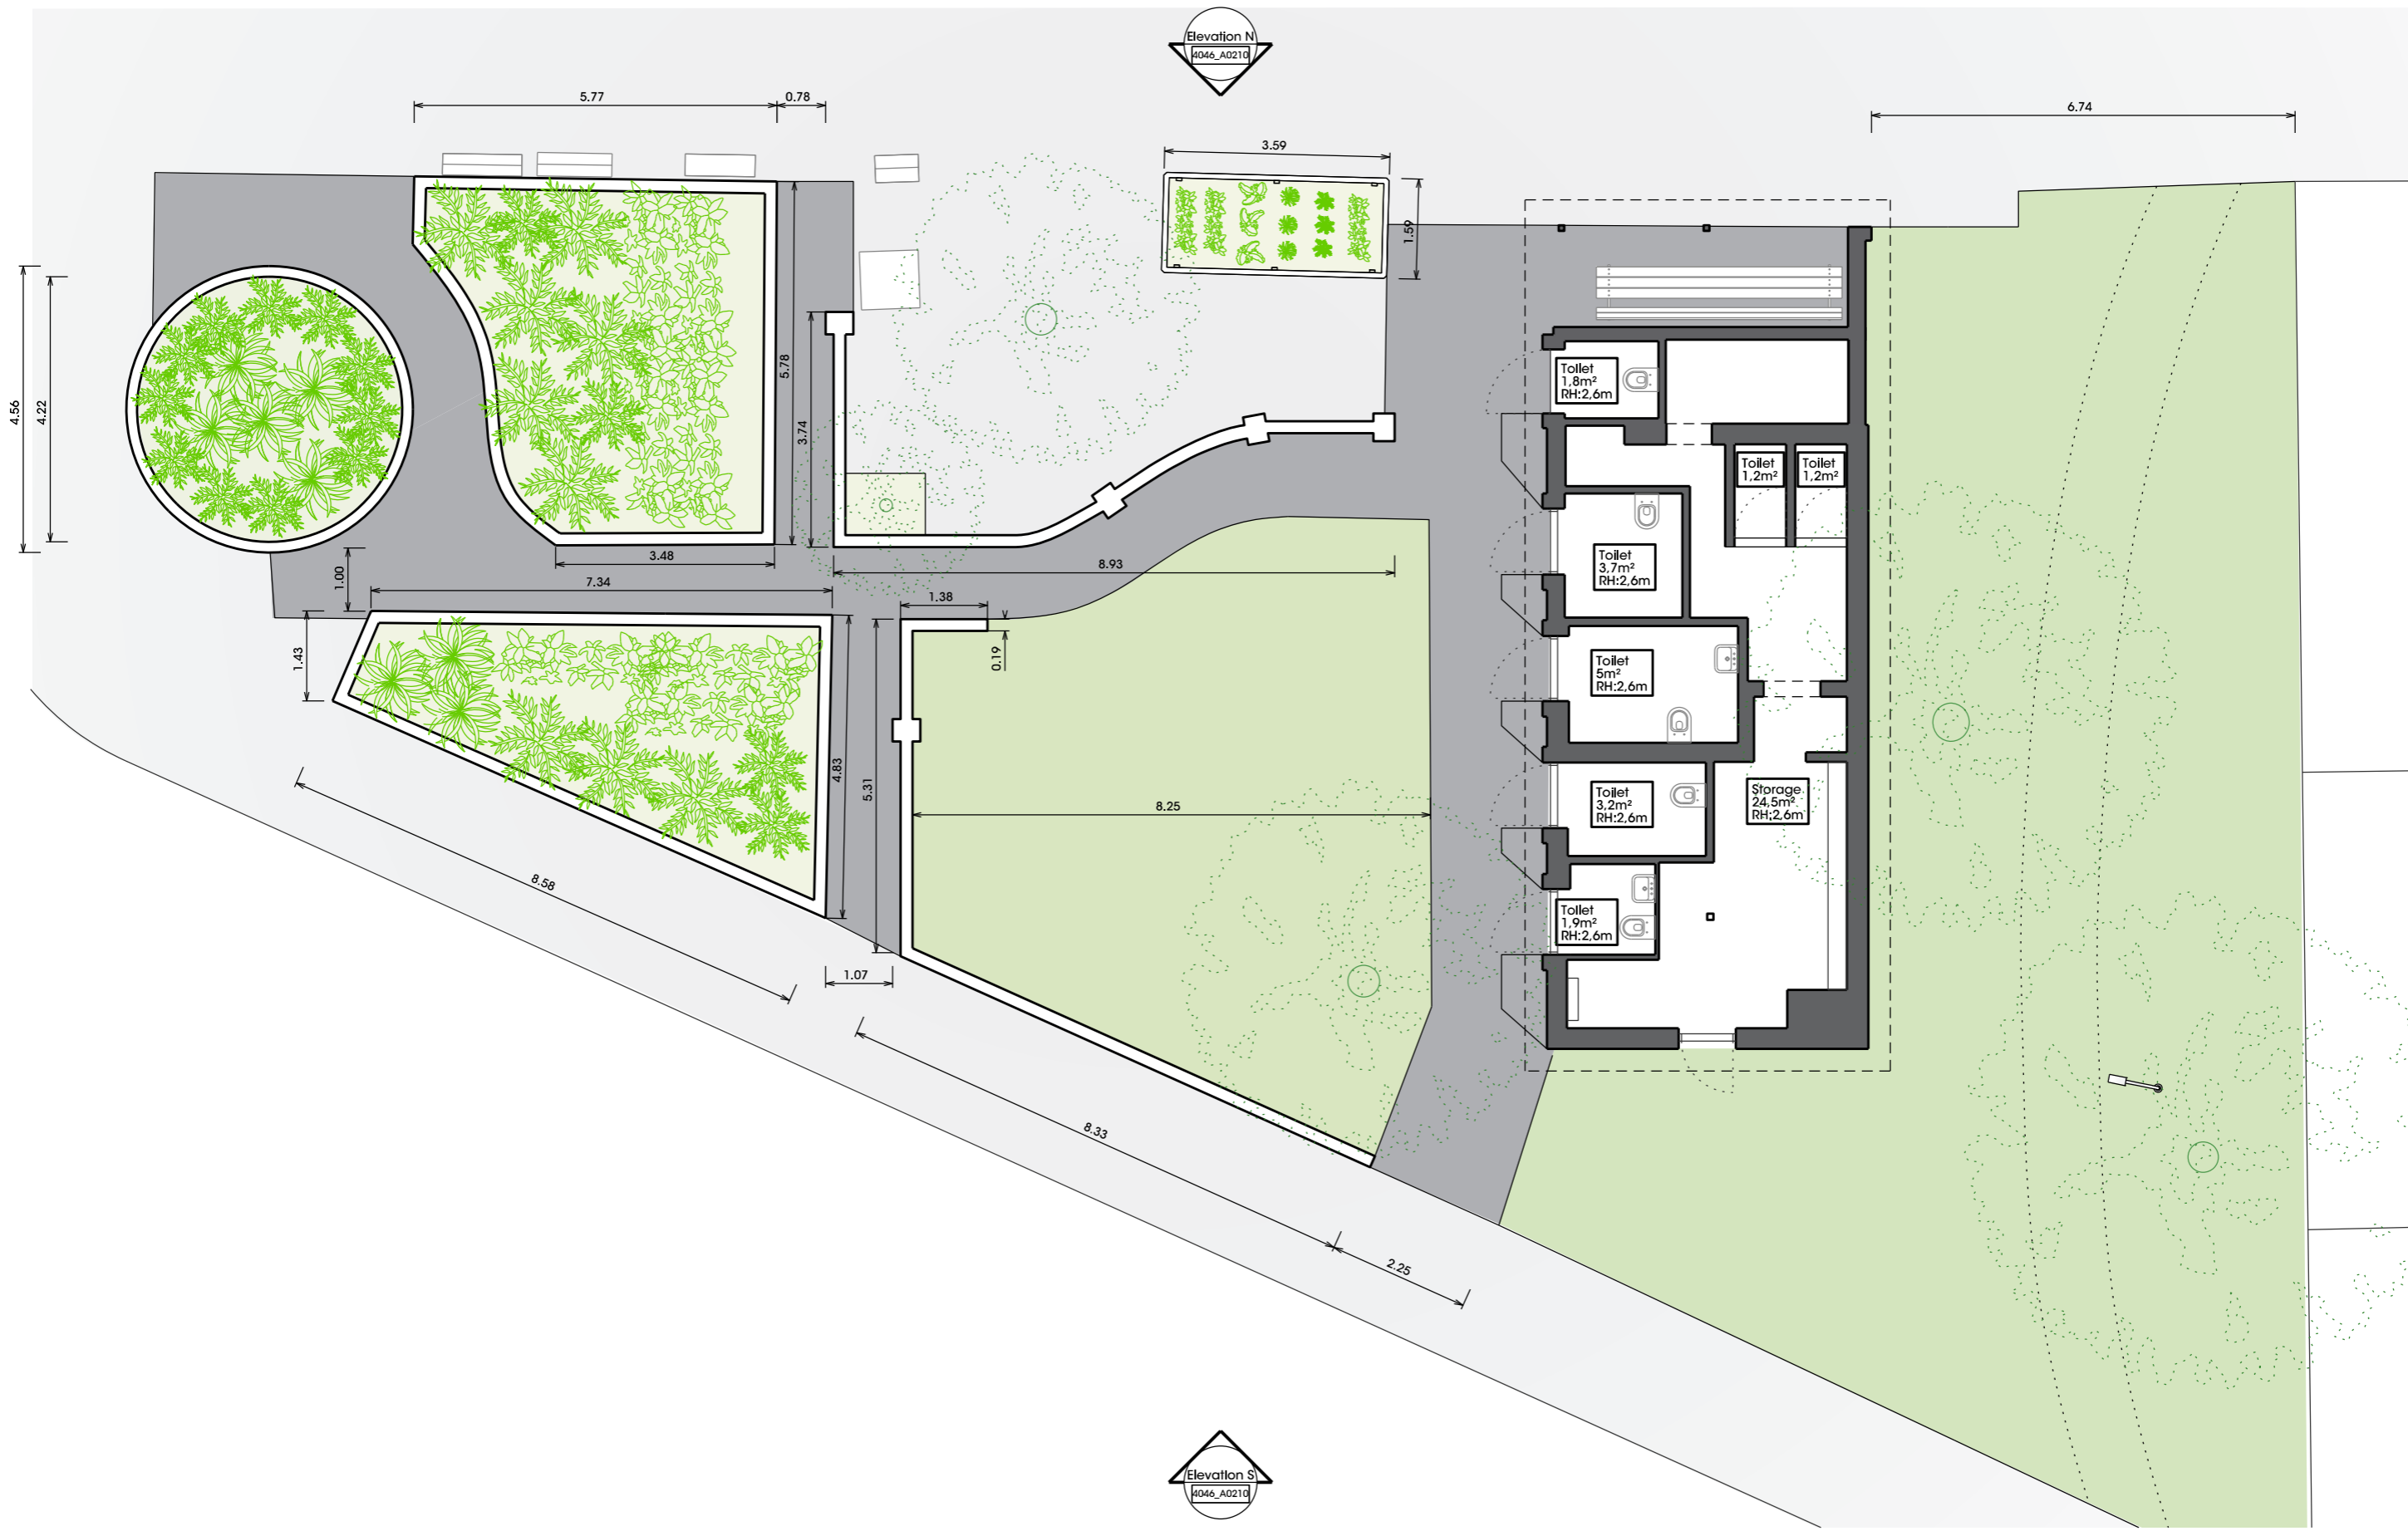 Elevation N
4046_A0210
5.77
0.78
6.74
3.59
1.59
4.56
4.22
5.78
3.74
Toilet
1,8m²
RH:2,6m
Toilet
1,2m²
Toilet
1,2m²
3.48
8.93
1.00
7.34
1.38
Toilet
3,7m²
RH:2,6m
1.43
0.19
Toilet
5m²
RH:2,6m
4.83
5.31
8.25
Toilet
3,2m²
RH:2,6m
Storage
24,5m²
RH:2,6m
8.58
Toilet
1,9m²
RH:2,6m
1.07
8.33
2.25
Elevation S
4046_A0210